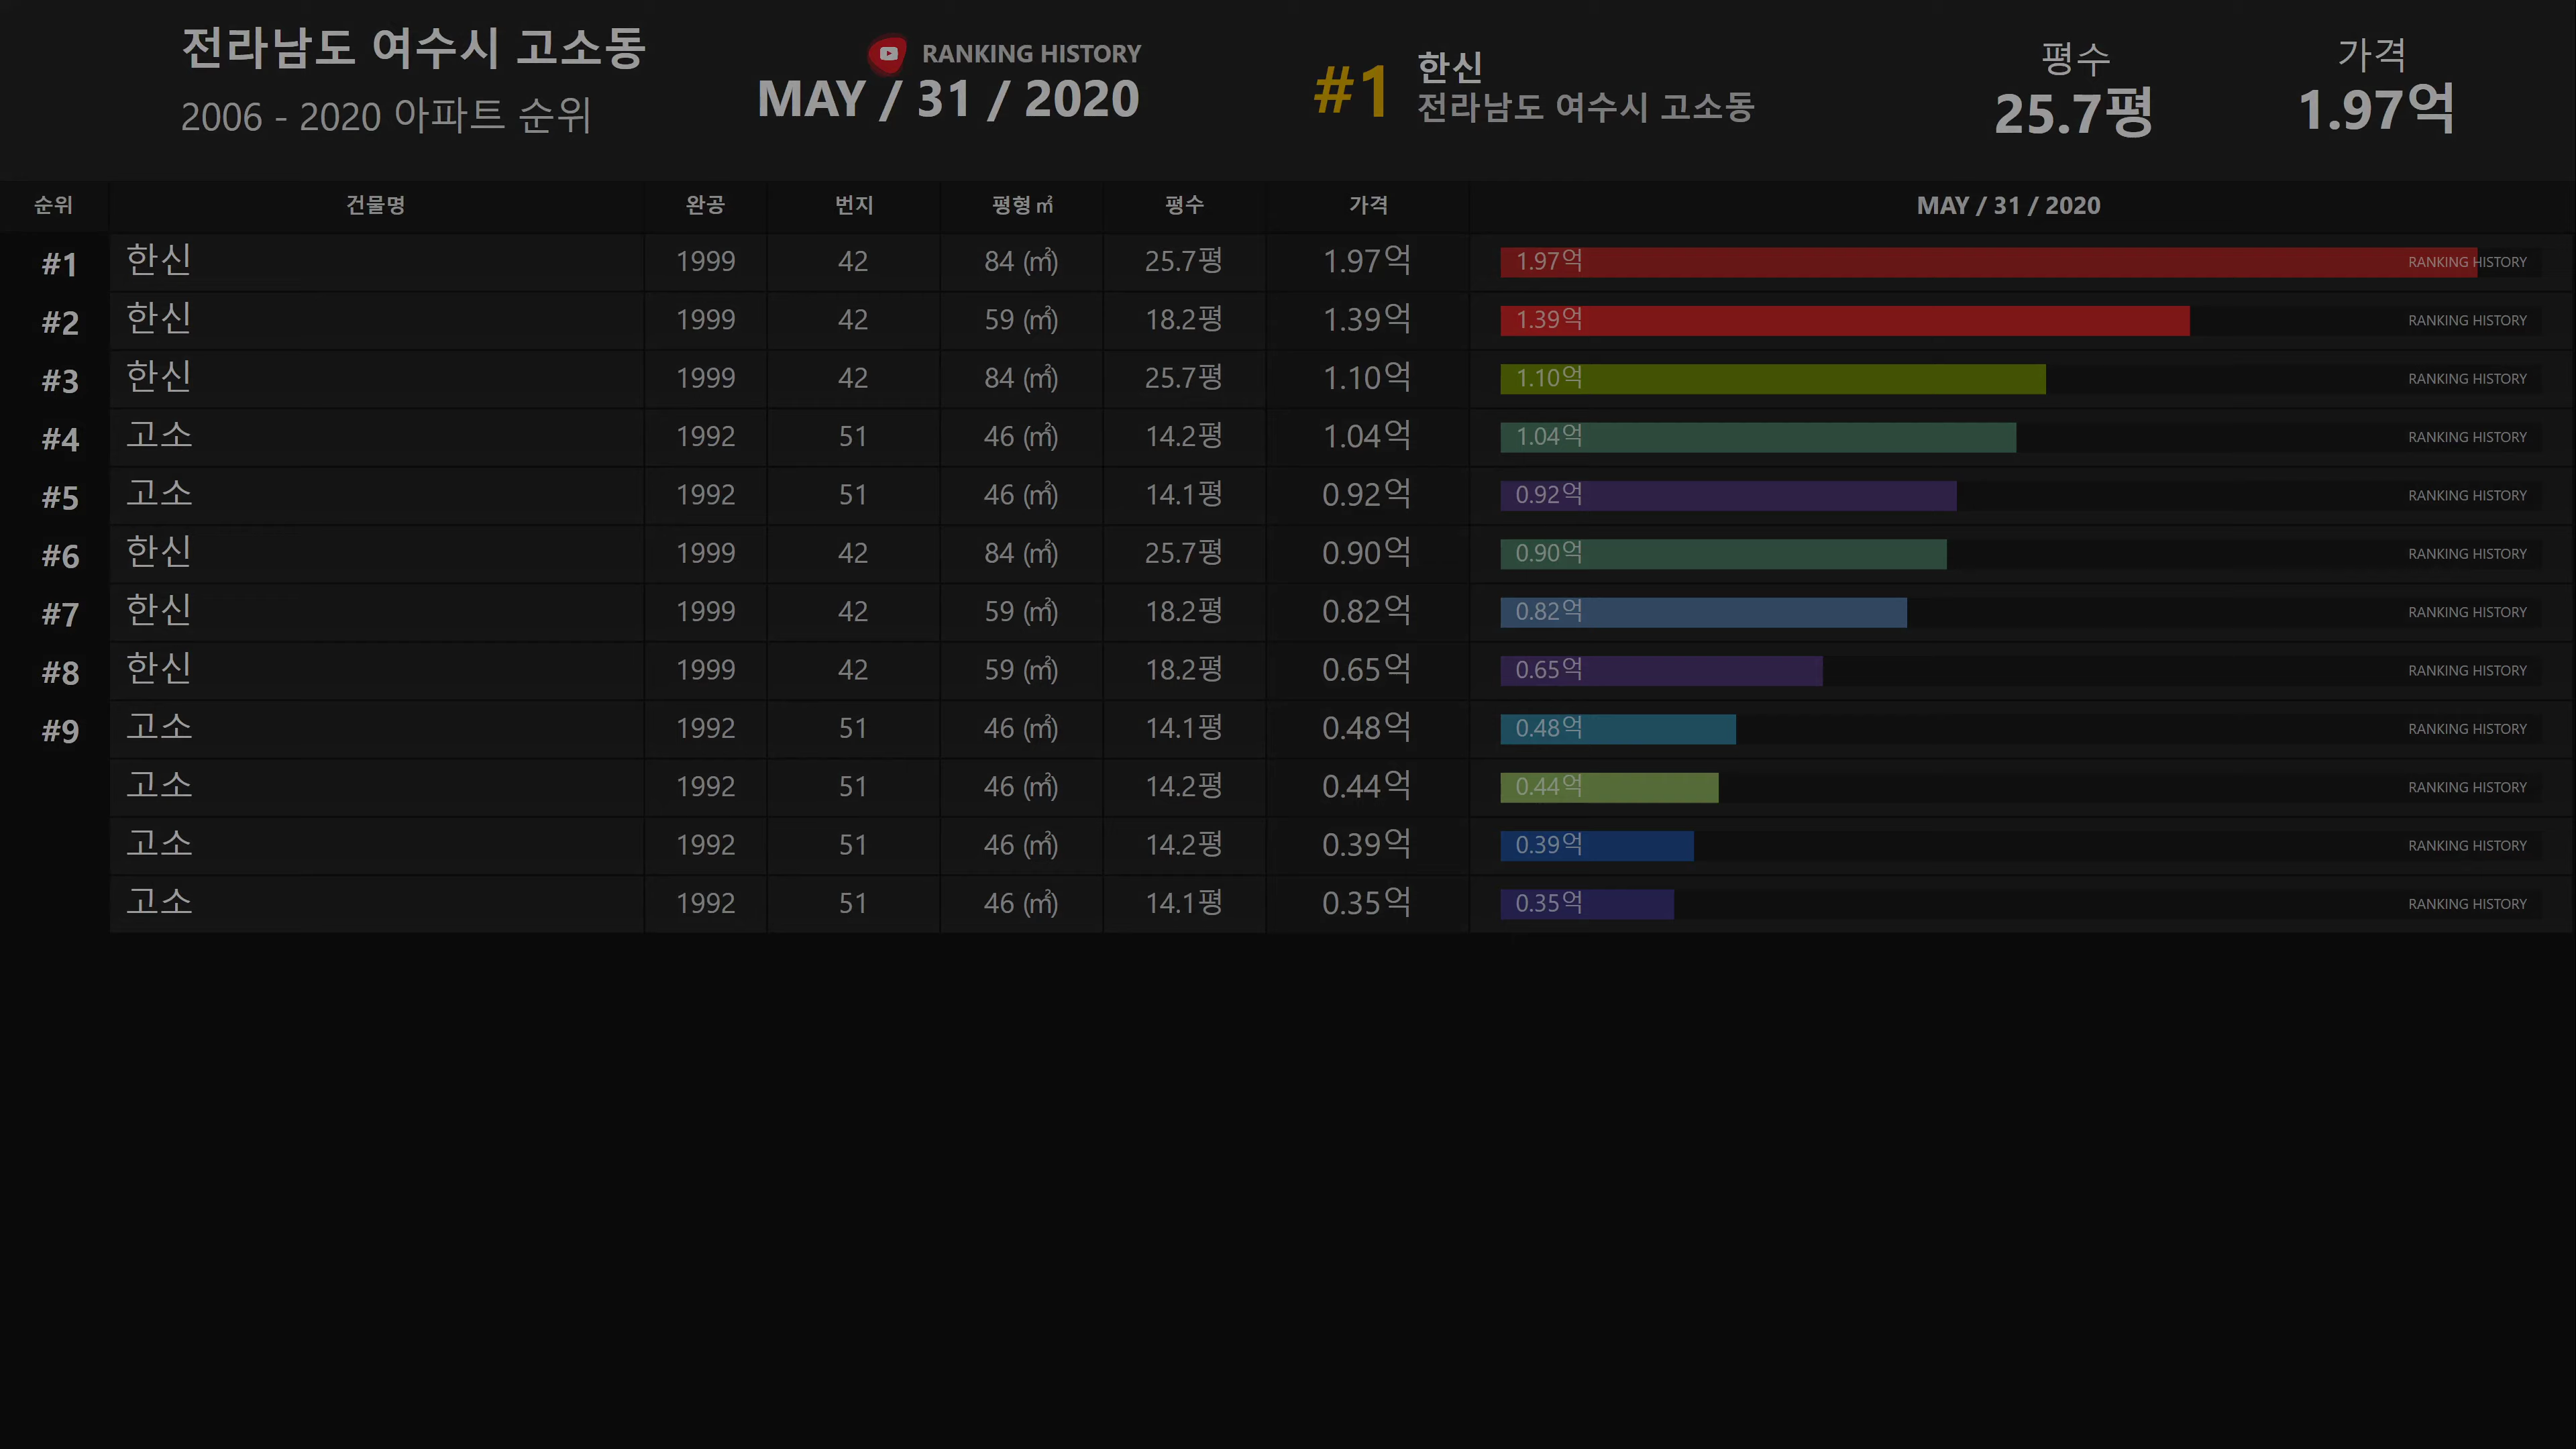 전라남도 여수시 고소동
2006 - 2020 아파트 순위
RANKING HISTORY
MAY / 31 / 2020
#1
한신
전라남도 여수시 고소동
평수
25.7평
가격
1.97억
순위 건물명 완공 번지 평형㎡ 평수 가격 MAY / 31 / 2020
#1 한신 1999 42 84 (㎡) 25.7평 1.97억 1.97억 RANKING HISTORY
#2 한신 1999 42 59 (㎡) 18.2평 1.39억 1.39억 RANKING HISTORY
#3 한신 1999 42 84 (㎡) 25.7평 1.10억 1.10억 RANKING HISTORY
#4 고소 1992 51 46 (㎡) 14.2평 1.04억 1.04억 RANKING HISTORY
#5 고소 1992 51 46 (㎡) 14.1평 0.92억 0.92억 RANKING HISTORY
#6 한신 1999 42 84 (㎡) 25.7평 0.90억 0.90억 RANKING HISTORY
#7 한신 1999 42 59 (㎡) 18.2평 0.82억 0.82억 RANKING HISTORY
#8 한신 1999 42 59 (㎡) 18.2평 0.65억 0.65억 RANKING HISTORY
#9 고소 1992 51 46 (㎡) 14.1평 0.48억 0.48억 RANKING HISTORY
고소 1992 51 46 (㎡) 14.2평 0.44억 0.44억 RANKING HISTORY
고소 1992 51 46 (㎡) 14.2평 0.39억 0.39억 RANKING HISTORY
고소 1992 51 46 (㎡) 14.1평 0.35억 0.35억 RANKING HISTORY